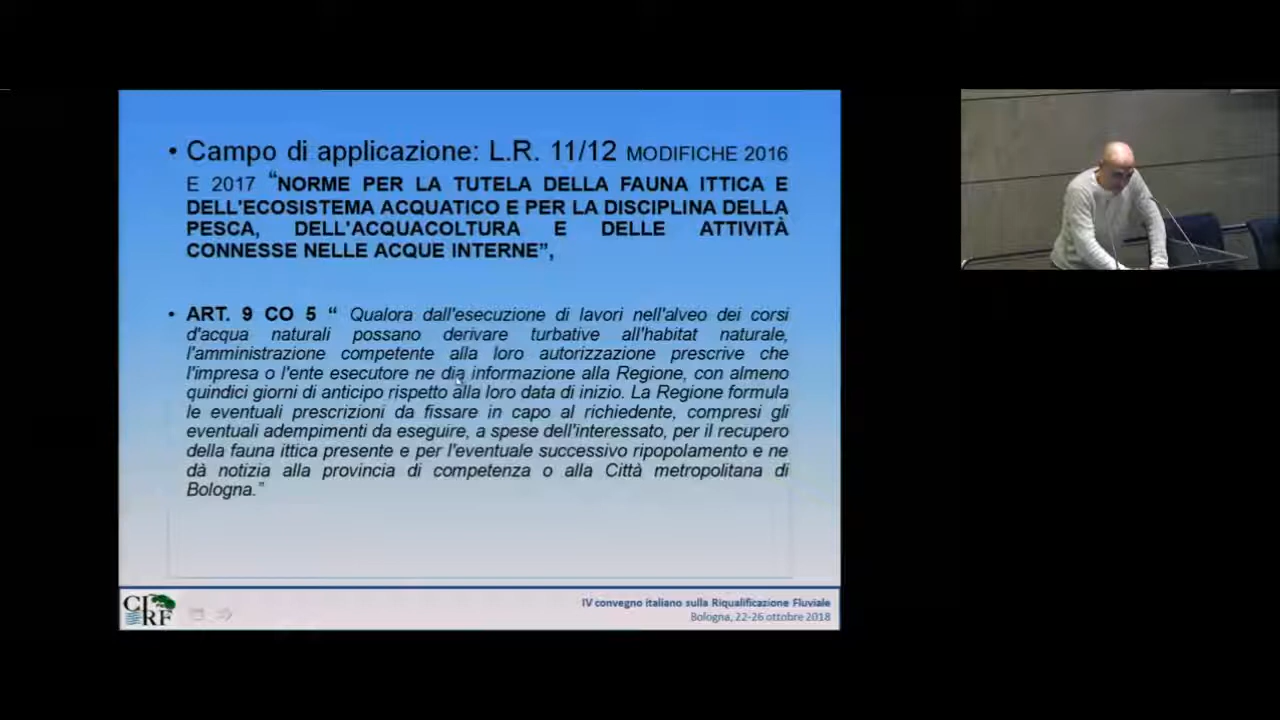 • Campo di applicazione: L.R. 11/12 MODIFICHE 2016
E 2017 “NORME PER LA TUTELA DELLA FAUNA ITTICA E
DELL'ECOSISTEMA ACQUATICO E PER LA DISCIPLINA DELLA
PESCA, DELL'ACQUACOLTURA E DELLE ATTIVITÀ
CONNESSE NELLE ACQUE INTERNE”,
• ART. 9 CO 5 “ Qualora dall'esecuzione di lavori nell'alveo dei corsi
d'acqua naturali possano derivare turbative all'habitat naturale,
l'amministrazione competente alla loro autorizzazione prescrive che
l'impresa o l'ente esecutore ne dia informazione alla Regione, con almeno
quindici giorni di anticipo rispetto alla loro data di inizio. La Regione formula
le eventuali prescrizioni da fissare in capo al richiedente, compresi gli
eventuali adempimenti da eseguire, a spese dell'interessato, per il recupero
della fauna ittica presente e per l'eventuale successivo ripopolamento e ne
dà notizia alla provincia di competenza o alla Città metropolitana di
Bologna.”
CIRF
IV convegno italiano sulla Riqualificazione Fluviale
Bologna, 22-26 ottobre 2018